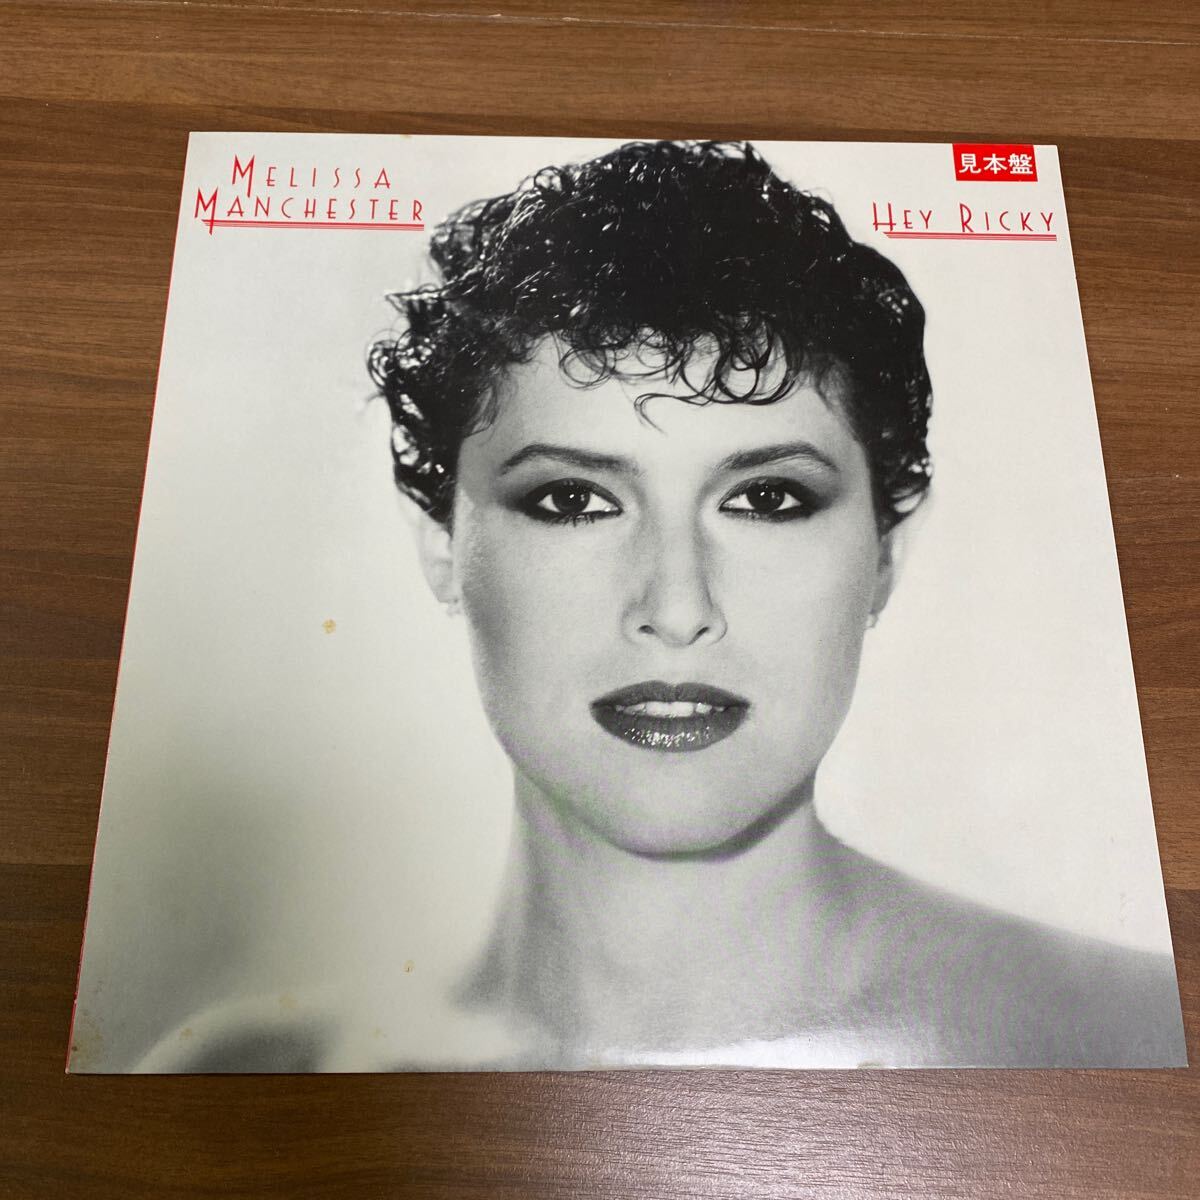 MELISSA
MANCHESTER
見本盤
HEY RICKY